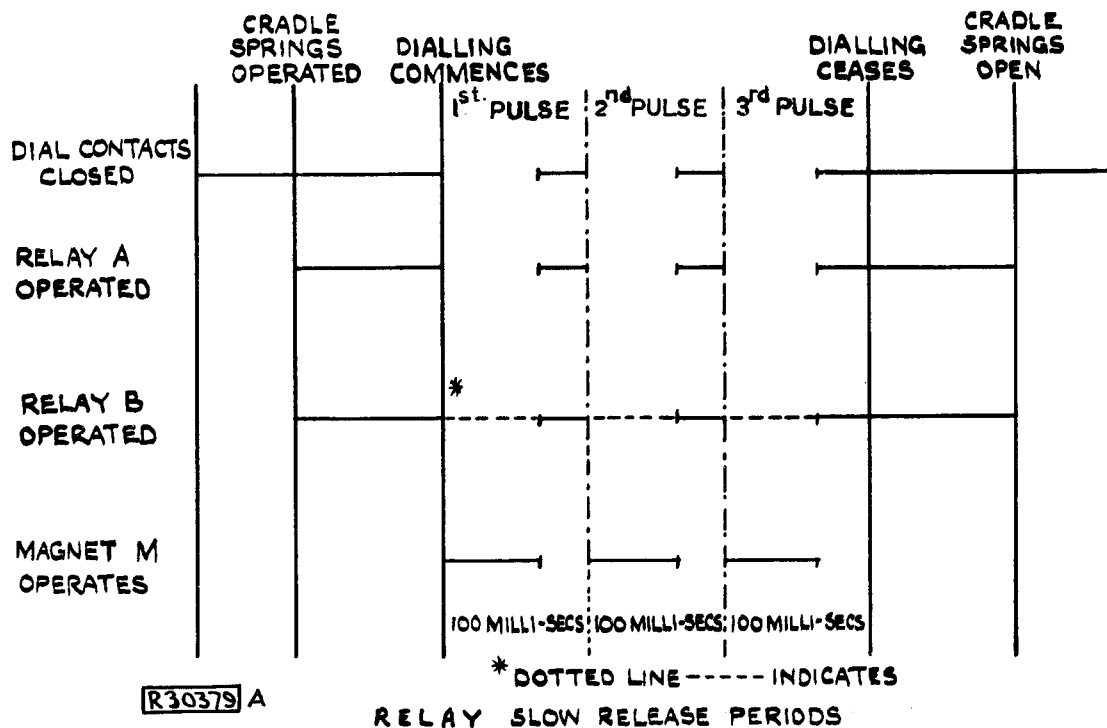 CRADLE SPRINGS OPERATED
DIALLING COMMENCES
DIALLING CEASES
CRADLE SPRINGS OPEN
1st. PULSE
2nd PULSE
3rd PULSE
DIAL CONTACTS CLOSED
RELAY A OPERATED
*
RELAY B OPERATED
MAGNET M OPERATES
100 MILLI-SECS
100 MILLI-SECS
100 MILLI-SECS
* DOTTED LINE ----- INDICATES
R30379 A
RELAY SLOW RELEASE PERIODS